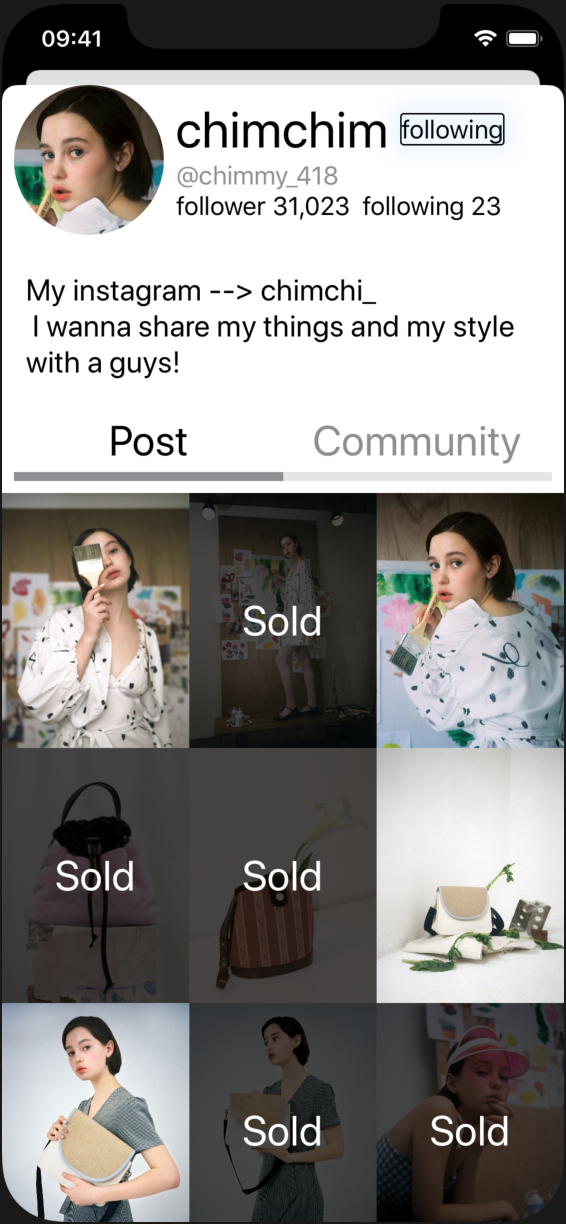 09:41
chimchim following
@chimmy_418
follower 31,023 following 23
My instagram --> chimchi_
I wanna share my things and my style
with a guys!
Post Community
Sold
Sold Sold
Sold Sold